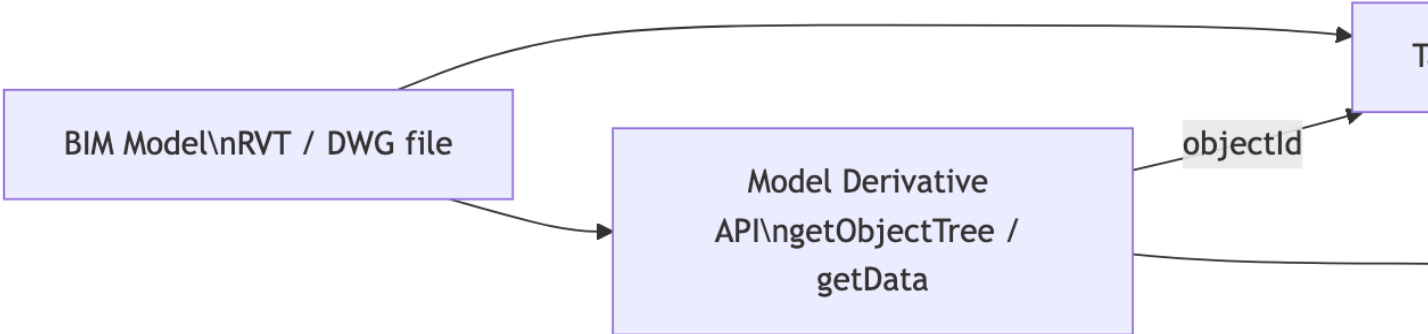 BIM Model\nRVT / DWG file
objectId
Model Derivative
API\ngetObjectTree /
getData